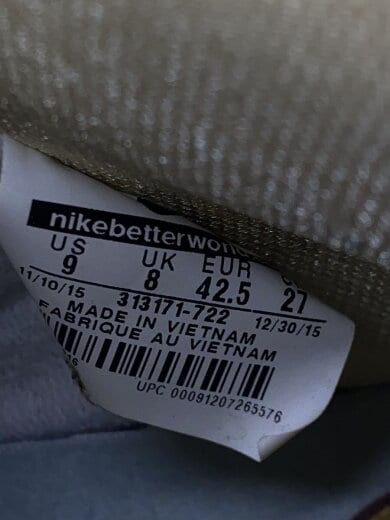 nikebetterworld
US UK EUR
9 8 42.5 27
11/10/15 313171-722 12/30/15
MADE IN VIETNAM
FABRIQUE AU VIETNAM
UPC 00091207265576